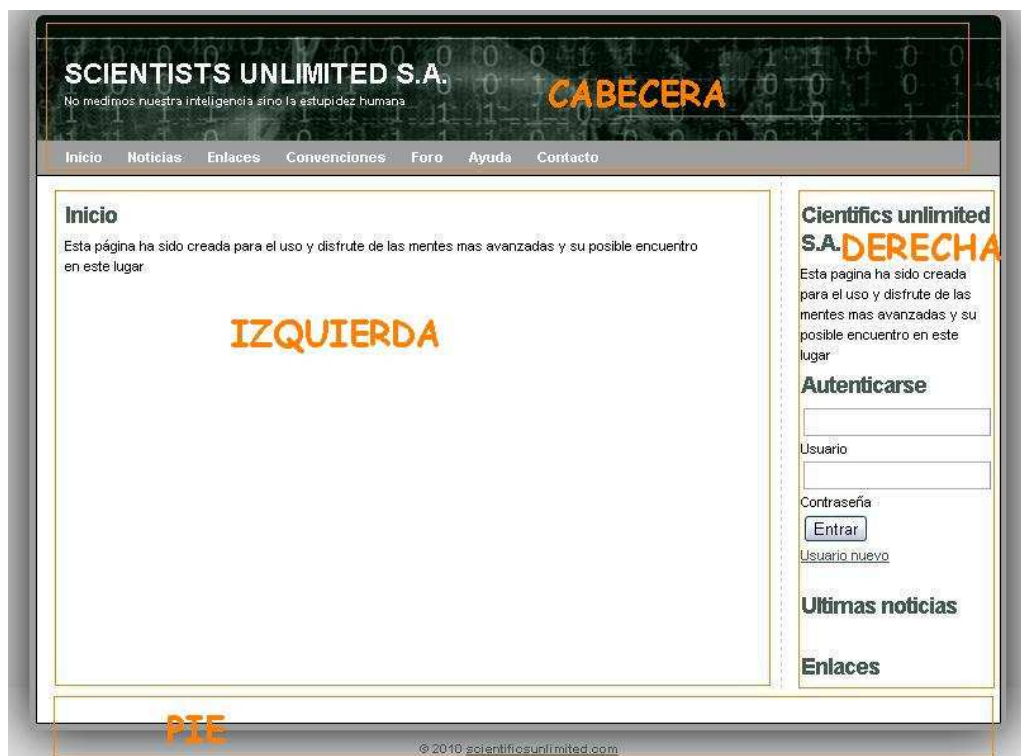 SCIENTISTS UNLIMITED S.A.
No medimos nuestra inteligencia sino la estupidez humana
CABECERA
Inicio Noticias Enlaces Convenciones Foro Ayuda Contacto
Inicio
Esta página ha sido creada para el uso y disfrute de las mentes mas avanzadas y su posible encuentro
en este lugar
IZQUIERDA
Cientifics unlimited
S.A.
DERECHA
Esta pagina ha sido creada
para el uso y disfrute de las
mentes mas avanzadas y su
posible encuentro en este
lugar
Autenticarse
Usuario
Contraseña
Entrar
Usuario nuevo
Ultimas noticias
Enlaces
PIE
© 2010 scientificsunlimited.com